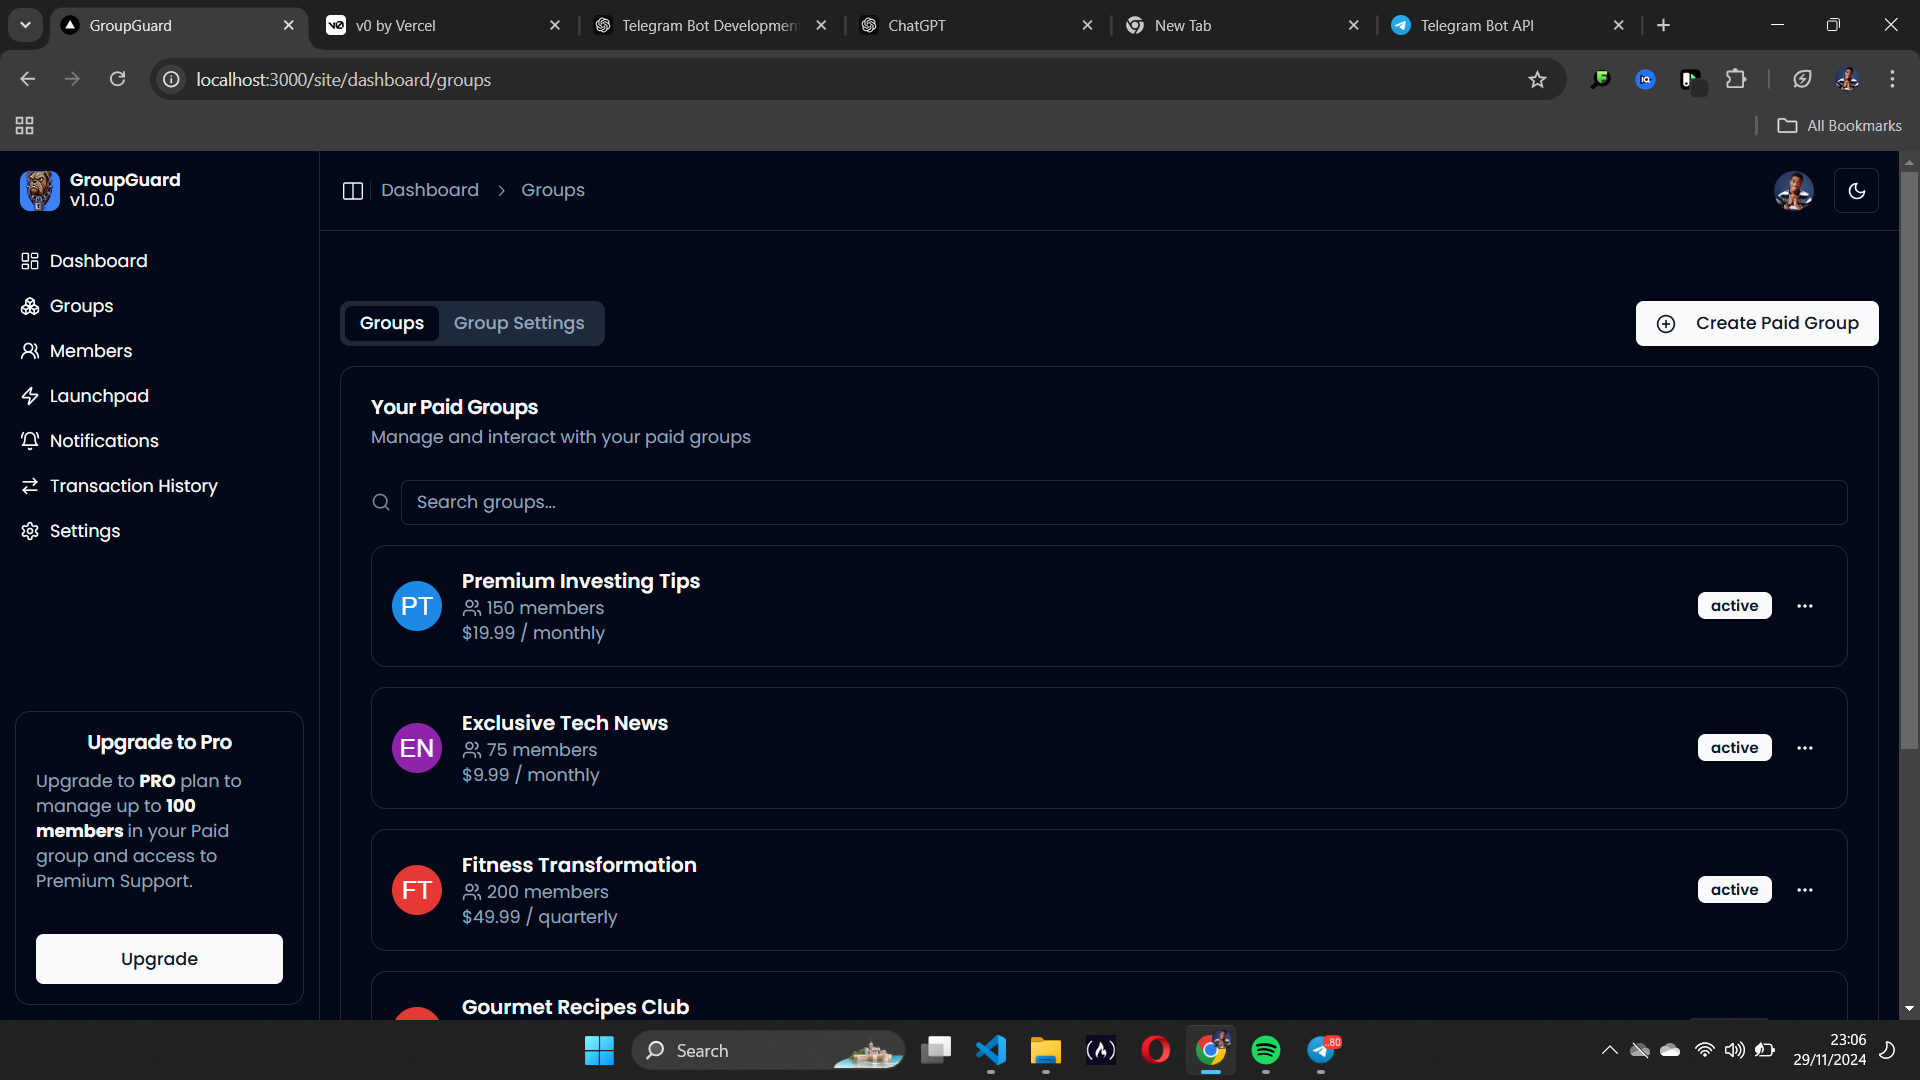 GroupGuard
v0 by Vercel
Telegram Bot Developmen
ChatGPT
New Tab
Telegram Bot API
localhost:3000/site/dashboard/groups
All Bookmarks
GroupGuard
v1.0.0
Dashboard
Groups
Members
Launchpad
Notifications
Transaction History
Settings
Upgrade to Pro
Upgrade to PRO plan to
manage up to 100
members in your Paid
group and access to
Premium Support.
Upgrade
Dashboard > Groups
Groups
Group Settings
Create Paid Group
Your Paid Groups
Manage and interact with your paid groups
Search groups...
PT
Premium Investing Tips
150 members
$19.99 / monthly
active
EN
Exclusive Tech News
75 members
$9.99 / monthly
active
FT
Fitness Transformation
200 members
$49.99 / quarterly
active
Gourmet Recipes Club
Search
80
23:06
29/11/2024